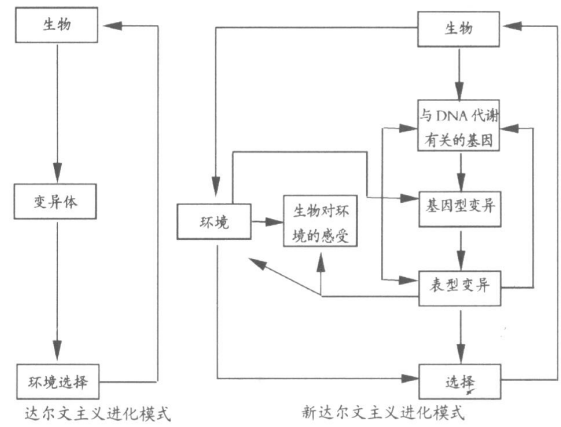 生物
变异体
环境选择
达尔文主义进化模式
生物
与DNA代谢
有关的基因
基因型变异
环境
生物对环
境的感受
表型变异
选择
新达尔文主义进化模式